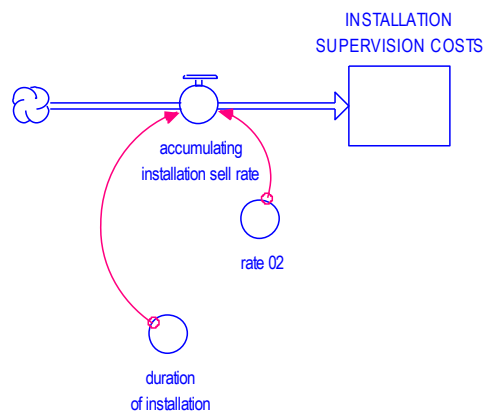 INSTALLATION
SUPERVISION COSTS
accumulating
installation sell rate
rate 02
duration
of installation